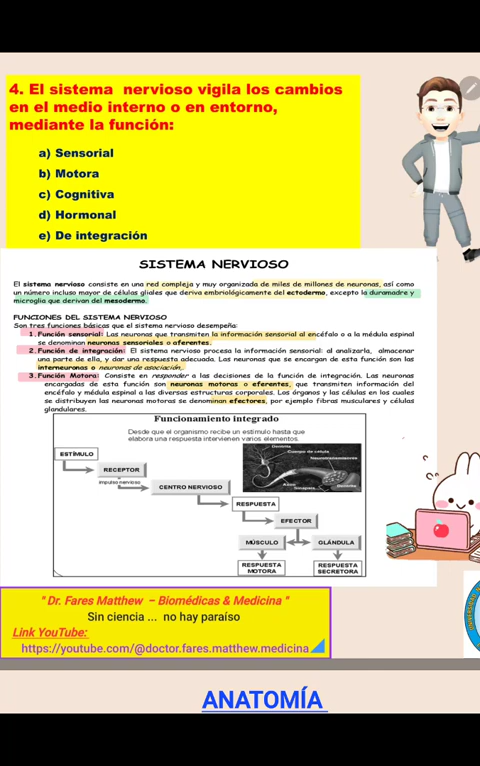 4. El sistema nervioso vigila los cambios
en el medio interno o en entorno,
mediante la función:
a) Sensorial
b) Motora
c) Cognitiva
d) Hormonal
e) De integración
SISTEMA NERVIOSO
El sistema nervioso consiste en una red compleja y muy organizada de miles de millones de neuronas, así como
un número incluso mayor de células gliales que deriva embriológicamente del ectodermo, excepto la duramadre y
microglia que derivan del mesodermo.
FUNCIONES DEL SISTEMA NERVIOSO
Son tres funciones básicas que el sistema nervioso desempeña:
1. Función sensorial: Las neuronas que transmiten la información sensorial al encéfalo o a la médula espinal
se denominan neuronas sensoriales o aferentes.
2. Función de integración: El sistema nervioso procesa la información sensorial: al analizarla, almacenar
una parte de ella, y dar una respuesta adecuada. Las neuronas que se encargan de esta función son las
interneuronas o neuronas de asociación,
3. Función Motora: Consiste en responder a las decisiones de la función de integración. Las neuronas
encargadas de esta función son neuronas motoras o eferentes, que transmiten información del
encéfalo y médula espinal a las diversas estructuras corporales. Los órganos y las células en los cuales
se distribuyen las neuronas motoras se denominan efectores, por ejemplo fibras musculares y células
glandulares.
Funcionamiento integrado
Desde que el organismo recibe un estímulo hasta que
elabora una respuesta intervienen varios elementos.
Dendrita
Cuerpo de célula
Neurotransmisores
Axón
Sinapsis
Dendrita
ESTÍMULO
RECEPTOR
impulso nervioso
CENTRO NERVIOSO
RESPUESTA
EFECTOR
MÚSCULO
GLÁNDULA
RESPUESTA
MOTORA
RESPUESTA
SECRETORA
" Dr. Fares Matthew – Biomédicas & Medicina "
Sin ciencia ... no hay paraíso
Link YouTube:
https://youtube.com/@doctor.fares.matthew.medicina
ANATOMÍA